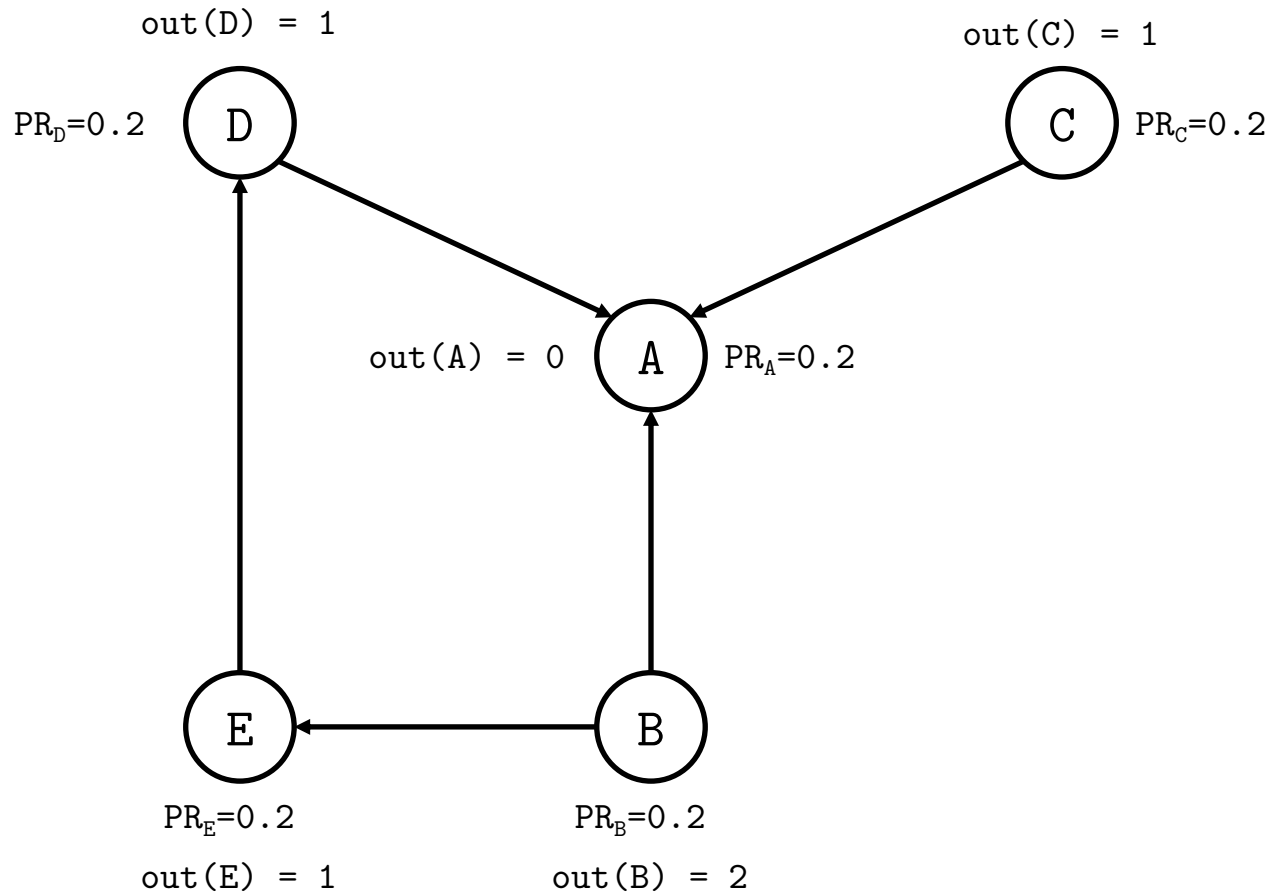 out(D) = 1
out(C) = 1
PR_D=0.2
D
C
PR_C=0.2
out(A) = 0
A
PR_A=0.2
E
B
PR_E=0.2
PR_B=0.2
out(E) = 1
out(B) = 2